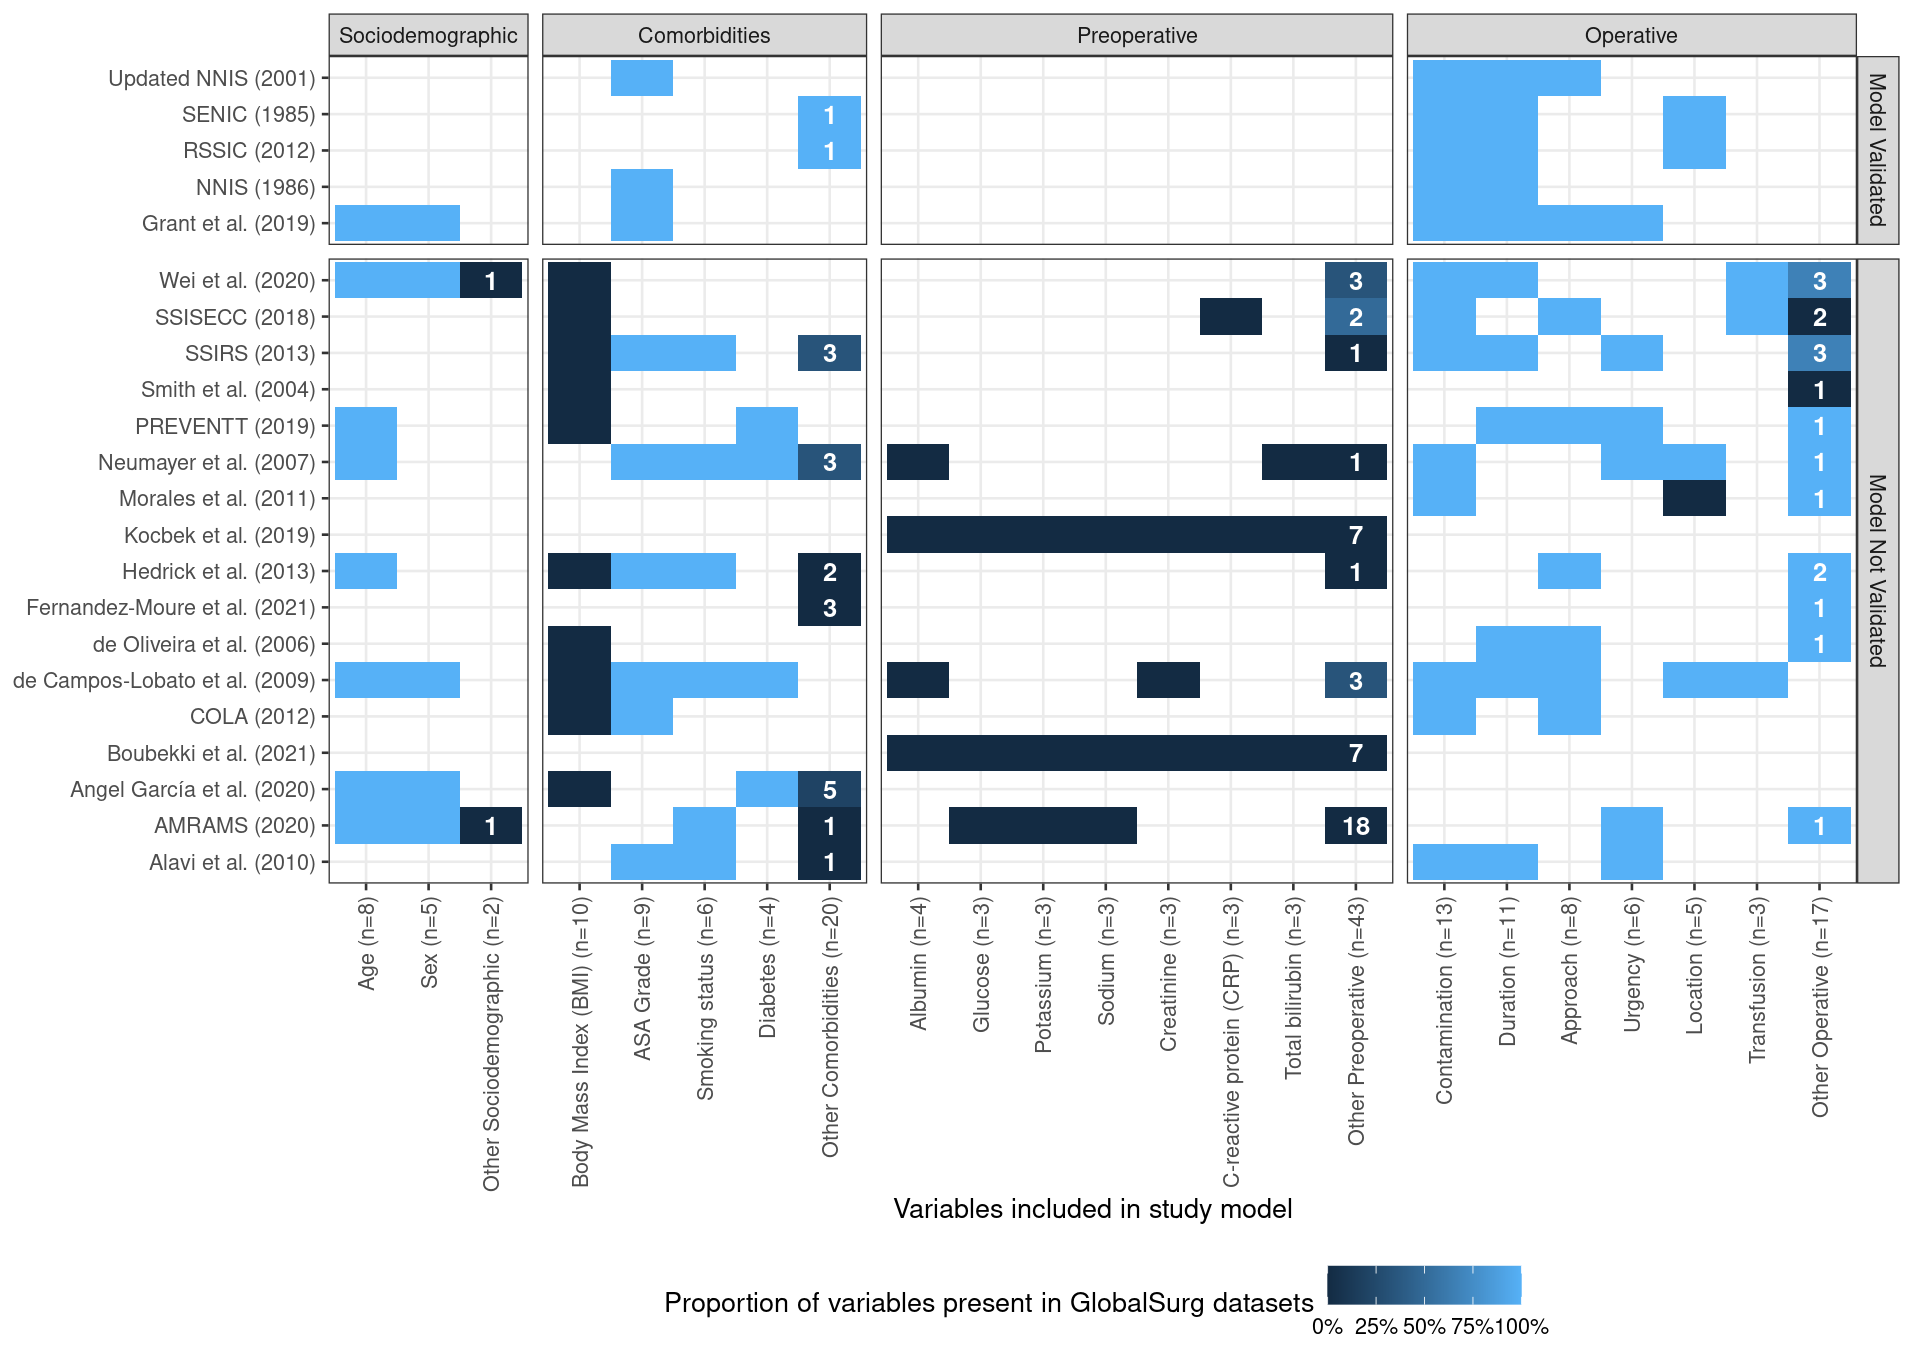 Sociodemographic Comorbidities Preoperative Operative
Updated NNIS (2001)
SENIC (1985) 1
RSSIC (2012) 1
NNIS (1986)
Grant et al. (2019)
Model Validated
Wei et al. (2020) 1 3 3
SSISECC (2018) 2 2
SSIRS (2013) 3 1 3
Smith et al. (2004) 1
PREVENTT (2019) 1
Neumayer et al. (2007) 3 1 1
Morales et al. (2011) 1
Kocbek et al. (2019) 7
Hedrick et al. (2013) 2 1 2
Fernandez-Moure et al. (2021) 3 1
de Oliveira et al. (2006) 1
de Campos-Lobato et al. (2009) 3
COLA (2012)
Boubekki et al. (2021) 7
Angel García et al. (2020) 5
AMRAMS (2020) 1 1 18 1
Alavi et al. (2010) 1
Model Not Validated
Age (n=8)
Sex (n=5)
Other Sociodemographic (n=2)
Body Mass Index (BMI) (n=10)
ASA Grade (n=9)
Smoking status (n=6)
Diabetes (n=4)
Other Comorbidities (n=20)
Albumin (n=4)
Glucose (n=3)
Potassium (n=3)
Sodium (n=3)
Creatinine (n=3)
C-reactive protein (CRP) (n=3)
Total bilirubin (n=3)
Other Preoperative (n=43)
Contamination (n=13)
Duration (n=11)
Approach (n=8)
Urgency (n=6)
Location (n=5)
Transfusion (n=3)
Other Operative (n=17)
Variables included in study model
Proportion of variables present in GlobalSurg datasets
0% 25% 50% 75% 100%